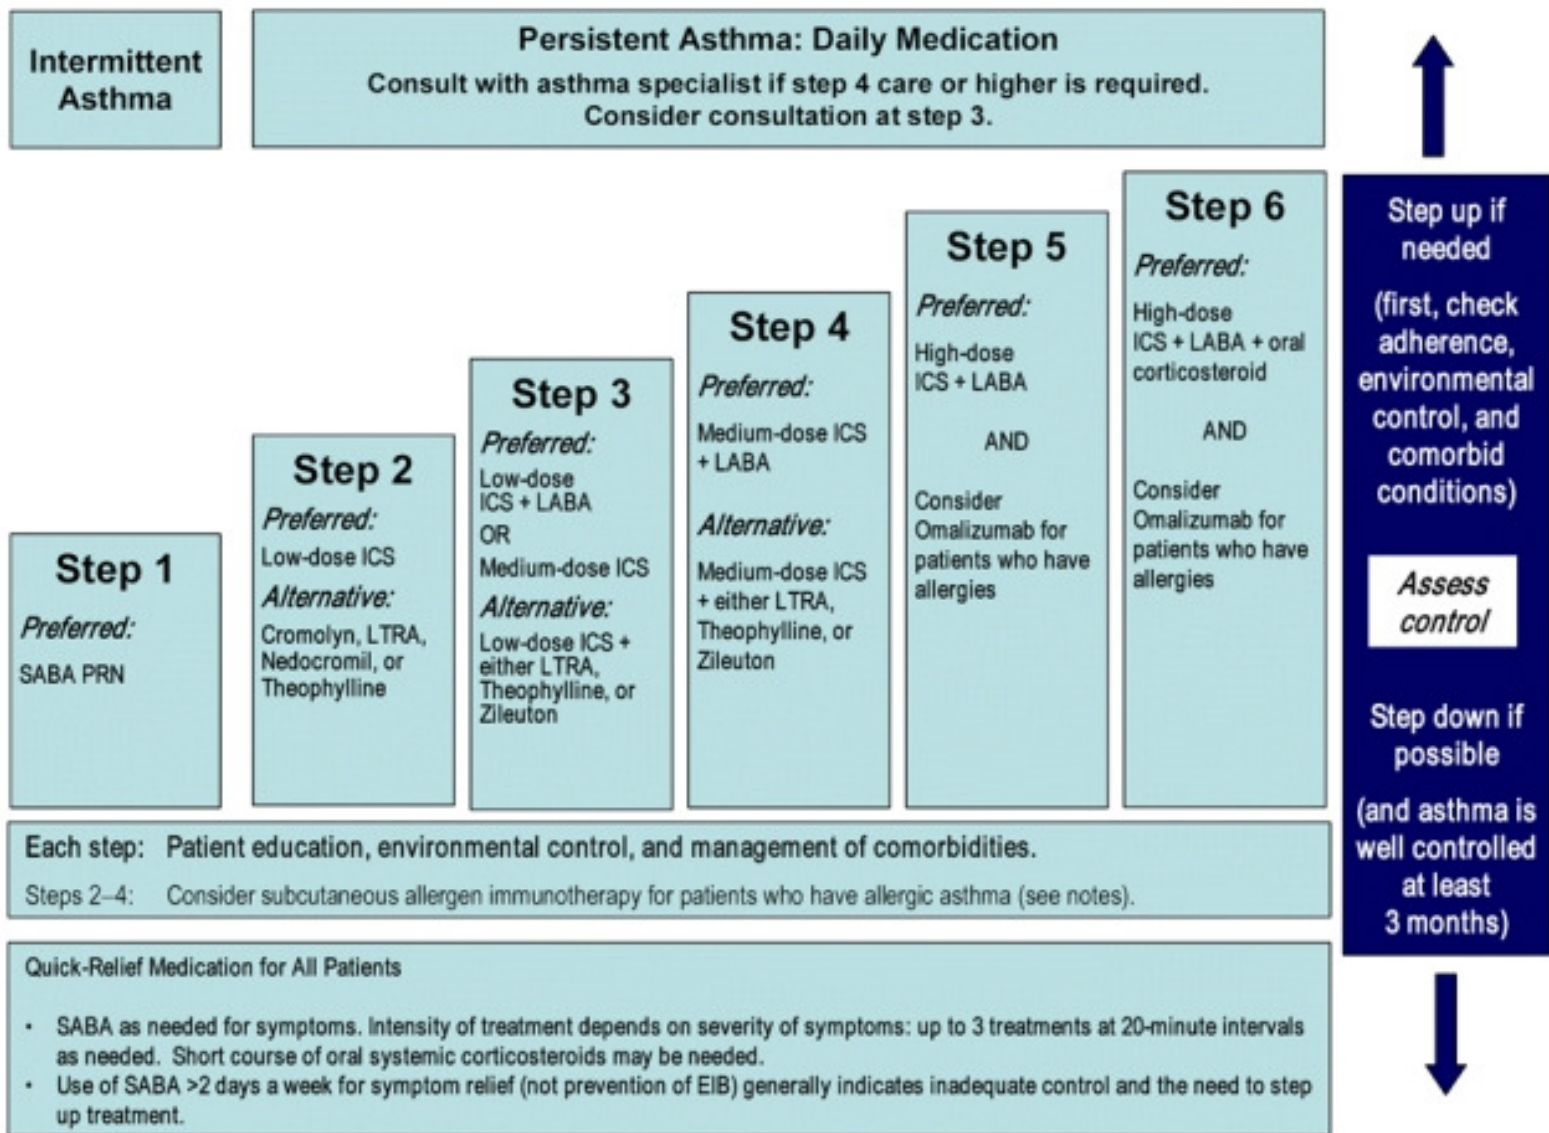 Intermittent
Asthma
Persistent Asthma: Daily Medication
Consult with asthma specialist if step 4 care or higher is required.
Consider consultation at step 3.
Step 1
Preferred:
SABA PRN
Step 2
Preferred:
Low-dose ICS
Alternative:
Cromolyn, LTRA,
Nedocromil, or
Theophylline
Step 3
Preferred:
Low-dose
ICS + LABA
OR
Medium-dose ICS
Alternative:
Low-dose ICS +
either LTRA,
Theophylline, or
Zileuton
Step 4
Preferred:
Medium-dose ICS
+ LABA
Alternative:
Medium-dose ICS
+ either LTRA,
Theophylline, or
Zileuton
Step 5
Preferred:
High-dose
ICS + LABA
AND
Consider
Omalizumab for
patients who have
allergies
Step 6
Preferred:
High-dose
ICS + LABA + oral
corticosteroid
AND
Consider
Omalizumab for
patients who have
allergies
Step up if
needed
(first, check
adherence,
environmental
control, and
comorbid
conditions)
Assess
control
Step down if
possible
(and asthma is
well controlled
at least
3 months)
Each step: Patient education, environmental control, and management of comorbidities.
Steps 2–4: Consider subcutaneous allergen immunotherapy for patients who have allergic asthma (see notes).
Quick-Relief Medication for All Patients
• SABA as needed for symptoms. Intensity of treatment depends on severity of symptoms: up to 3 treatments at 20-minute intervals
as needed. Short course of oral systemic corticosteroids may be needed.
• Use of SABA >2 days a week for symptom relief (not prevention of EIB) generally indicates inadequate control and the need to step
up treatment.